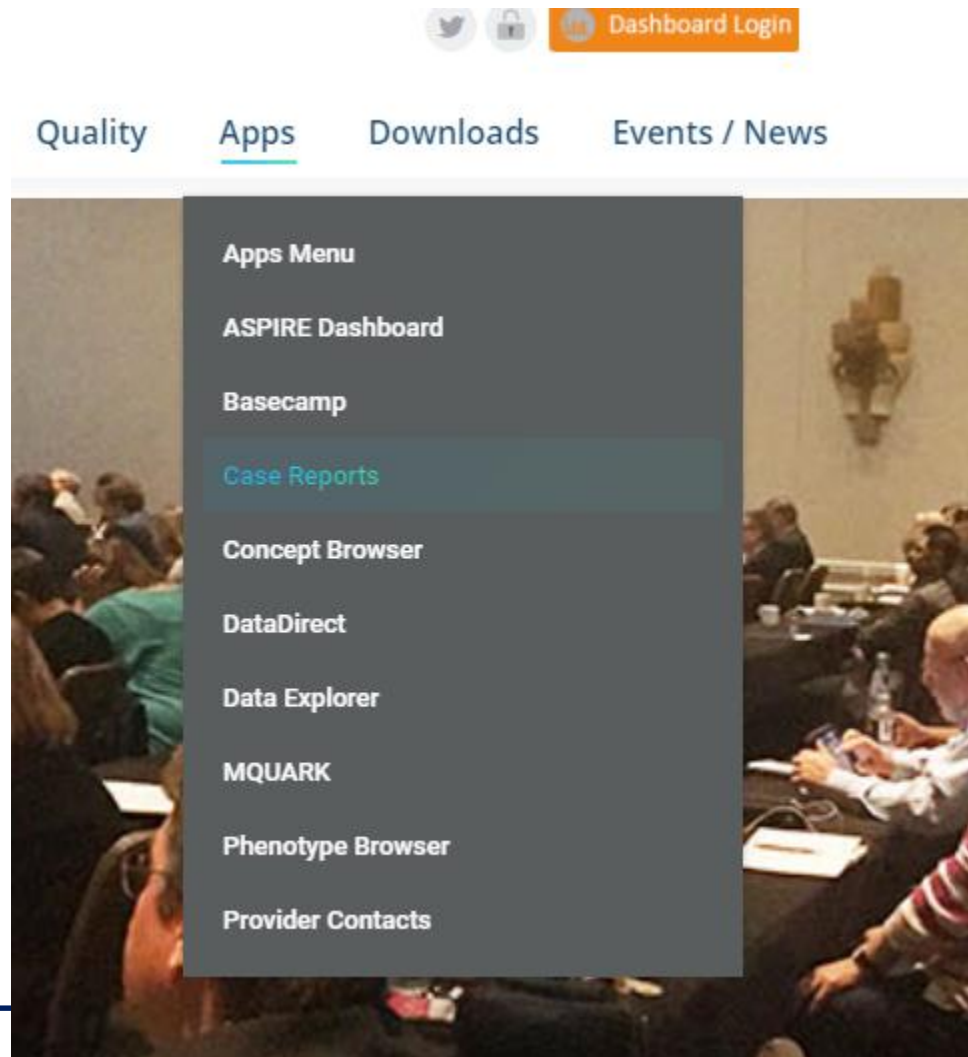 Dashboard Login
Quality Apps Downloads Events / News
Apps Menu
ASPIRE Dashboard
Basecamp
Case Reports
Concept Browser
DataDirect
Data Explorer
MQUARK
Phenotype Browser
Provider Contacts